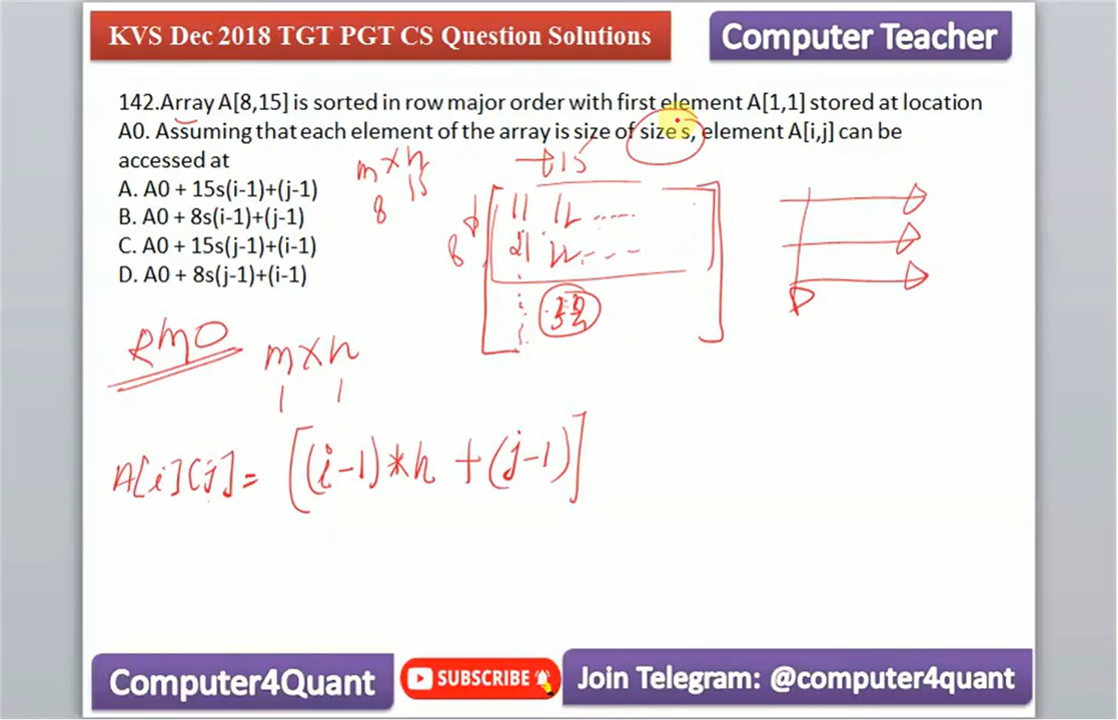 KVS Dec 2018 TGT PGT CS Question Solutions
Computer Teacher
142.Array A[8,15] is sorted in row major order with first element A[1,1] stored at location
A0. Assuming that each element of the array is size of size s, element A[i,j] can be
accessed at
A. A0 + 15s(i-1)+(j-1)
B. A0 + 8s(i-1)+(j-1)
C. A0 + 15s(j-1)+(i-1)
D. A0 + 8s(j-1)+(i-1)
m x n
8 15
15
8
11 12 ......
21 22 - - -
RMO
m x n
A[i][j] = [(i-1)*n + (j-1)]
Computer4Quant
SUBSCRIBE
Join Telegram: @computer4quant